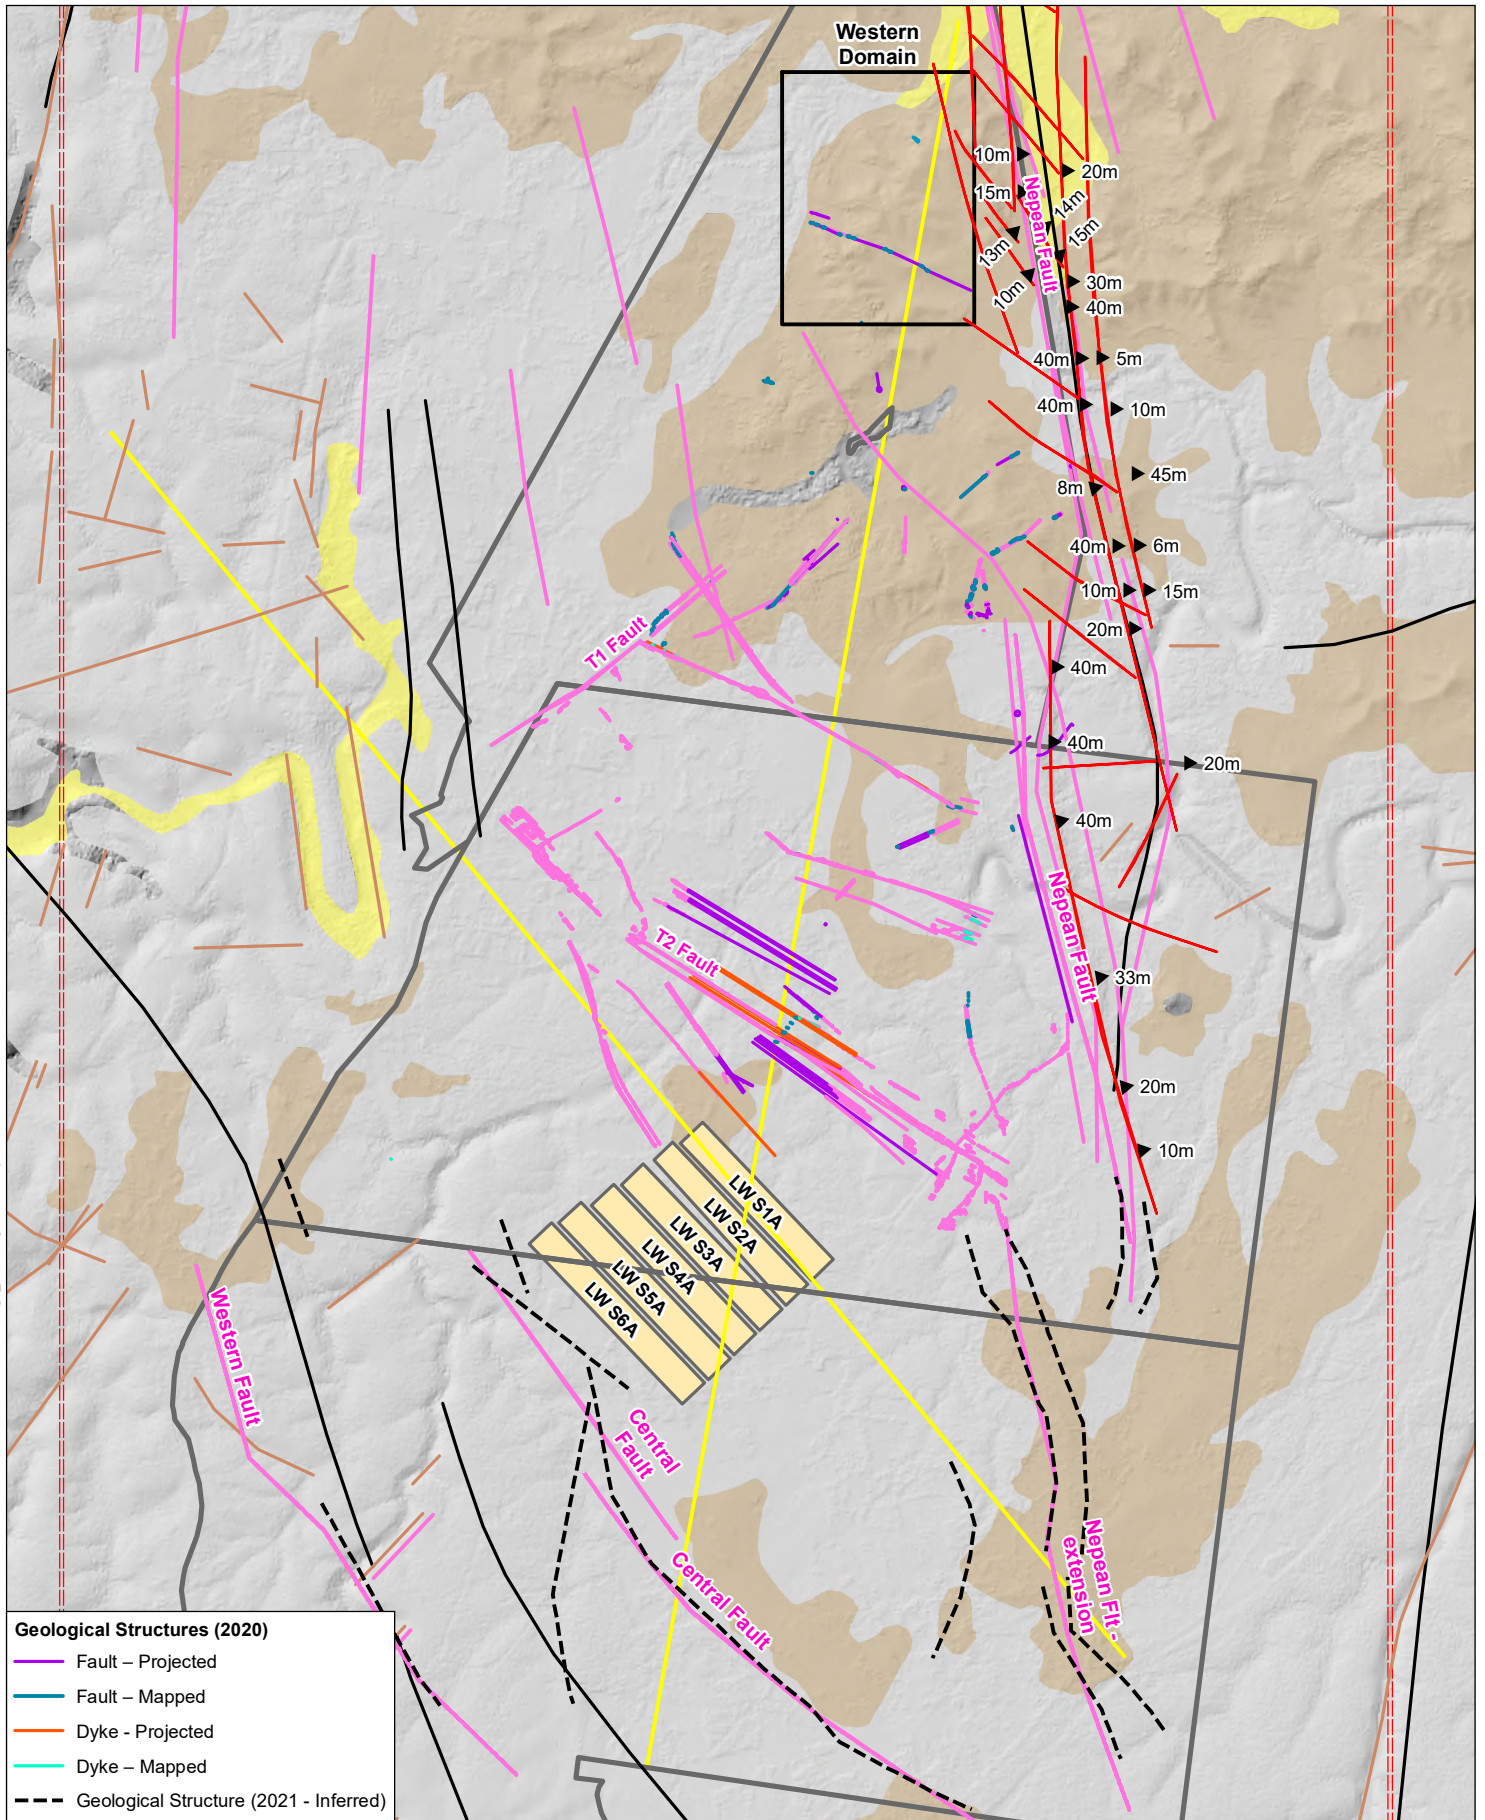 Western
Domain
10m
20m
15m
14m
Nepean Fault
15m
13m
10m
30m
40m
40m
5m
40m
10m
45m
8m
40m
6m
10m
15m
20m
T1 Fault
40m
40m
20m
40m
Nepean Fault
T2 Fault
33m
20m
10m
LW S1A
LW S2A
LW S3A
LW S4A
LW S5A
LW S6A
Western Fault
Central
Fault
Central Fault
Nepean Flt -
extension
Geological Structures (2020)
Fault – Projected
Fault – Mapped
Dyke - Projected
Dyke – Mapped
Geological Structure (2021 - Inferred)